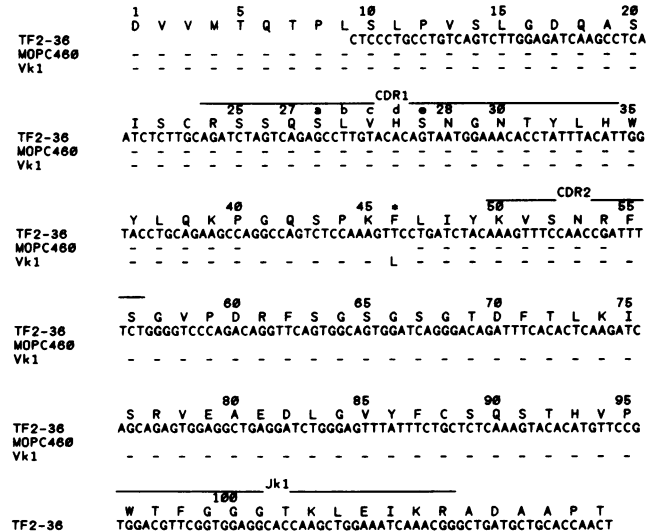 1 5 10 15 20
D V V M T Q T P L S L P V S L G D Q A S
TF2-36 CTCCCTGCCTGTCAGTCTTGGAGATCAAGCCTCA
MOPC460 - - - - - - - - - - - - - - - - - - - -
Vk1 - - - - - - - - - - - - - - - - - - - -
CDR1
25 27 a b c d e 28 30 35
I S C R S S Q S L V H S N G N T Y L H W
TF2-36 ATCTCTTGCAGATCTAGTCAGAGCCTTGTACACAGTAATGGAAACACCTATTTACATTGG
MOPC460 - - - - - - - - - - - - - - - - - - - -
Vk1 - - - - - - - - - - - - - - - - - - - -
CDR2
40 45 * 50 55
Y L Q K P G Q S P K F L I Y K V S N R F
TF2-36 TACCTGCAGAAGCCAGGCCAGTCTCCAAAGTTCCTGATCTACAAAGTTTCCAACCGATTT
MOPC460 - - - - -
Vk1 - - - - - - - - - - L - - - - - - - - -
60 65 70 75
S G V P D R F S G S G S G T D F T L K I
TF2-36 TCTGGGGTCCCAGACAGGTTCAGTGGCAGTGGATCAGGGACAGATTTCACACTCAAGATC
MOPC460
Vk1 - - - - - - - - - - - - - - - - - - - -
80 85 90 95
S R V E A E D L G V Y F C S Q S T H V P
TF2-36 AGCAGAGTGGAGGCTGAGGATCTGGGAGTTTATTTCTGCTCTCAAAGTACACATGTTCCG
MOPC460
Vk1 - - - - - - - - - - - - - - - - - - - -
Jk1
100
W T F G G G T K L E I K R A D A A P T
TF2-36 TGGACGTTCGGTGGAGGCACCAAGCTGGAAATCAAACGGGCTGATGCTGCACCAACT